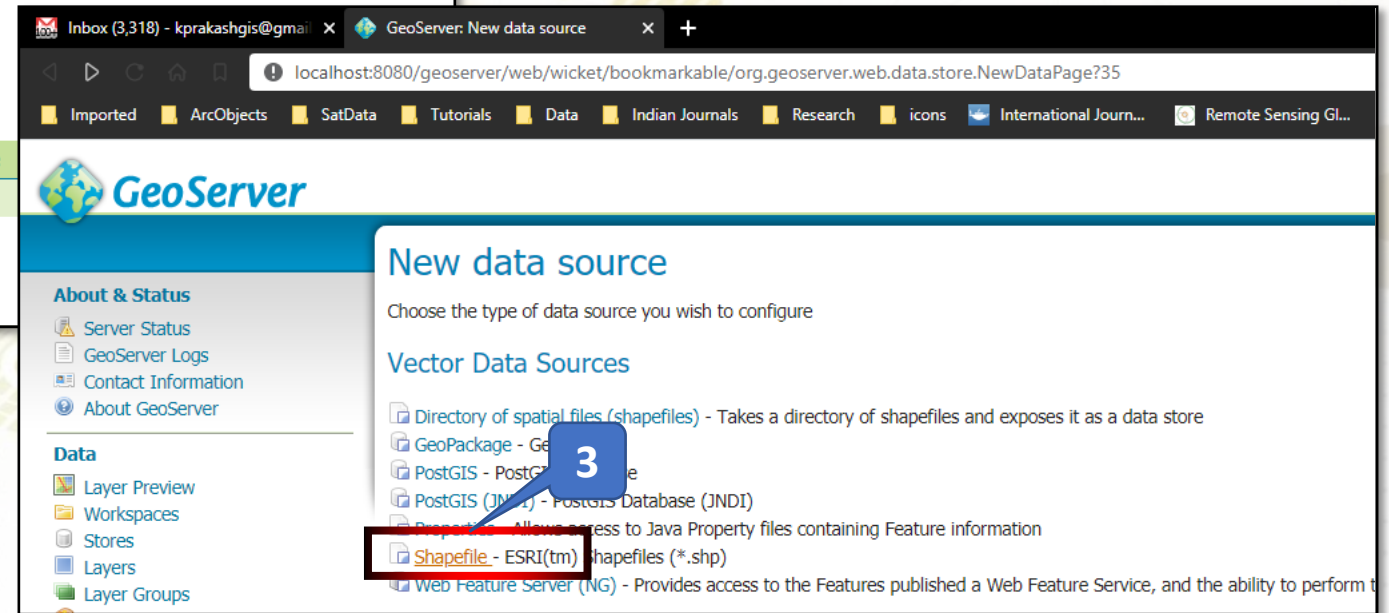 Inbox (3,318) - kprakashgis@gmail
GeoServer: New data source
localhost:8080/geoserver/web/wicket/bookmarkable/org.geoserver.web.data.store.NewDataPage?35
Imported ArcObjects SatData Tutorials Data Indian Journals Research icons International Journ... Remote Sensing Gl...
GeoServer
About & Status
Server Status
GeoServer Logs
Contact Information
About GeoServer
Data
Layer Preview
Workspaces
Stores
Layers
Layer Groups
New data source
Choose the type of data source you wish to configure
Vector Data Sources
Directory of spatial files (shapefiles) - Takes a directory of shapefiles and exposes it as a data store
GeoPackage -
3
PostGIS -
PostGIS (JNDI) - PostGIS Database (JNDI)
Properties - Allows access to Java Property files containing Feature information
Shapefile - ESRI(tm) Shapefiles (*.shp)
Web Feature Server (NG) - Provides access to the Features published a Web Feature Service, and the ability to perform